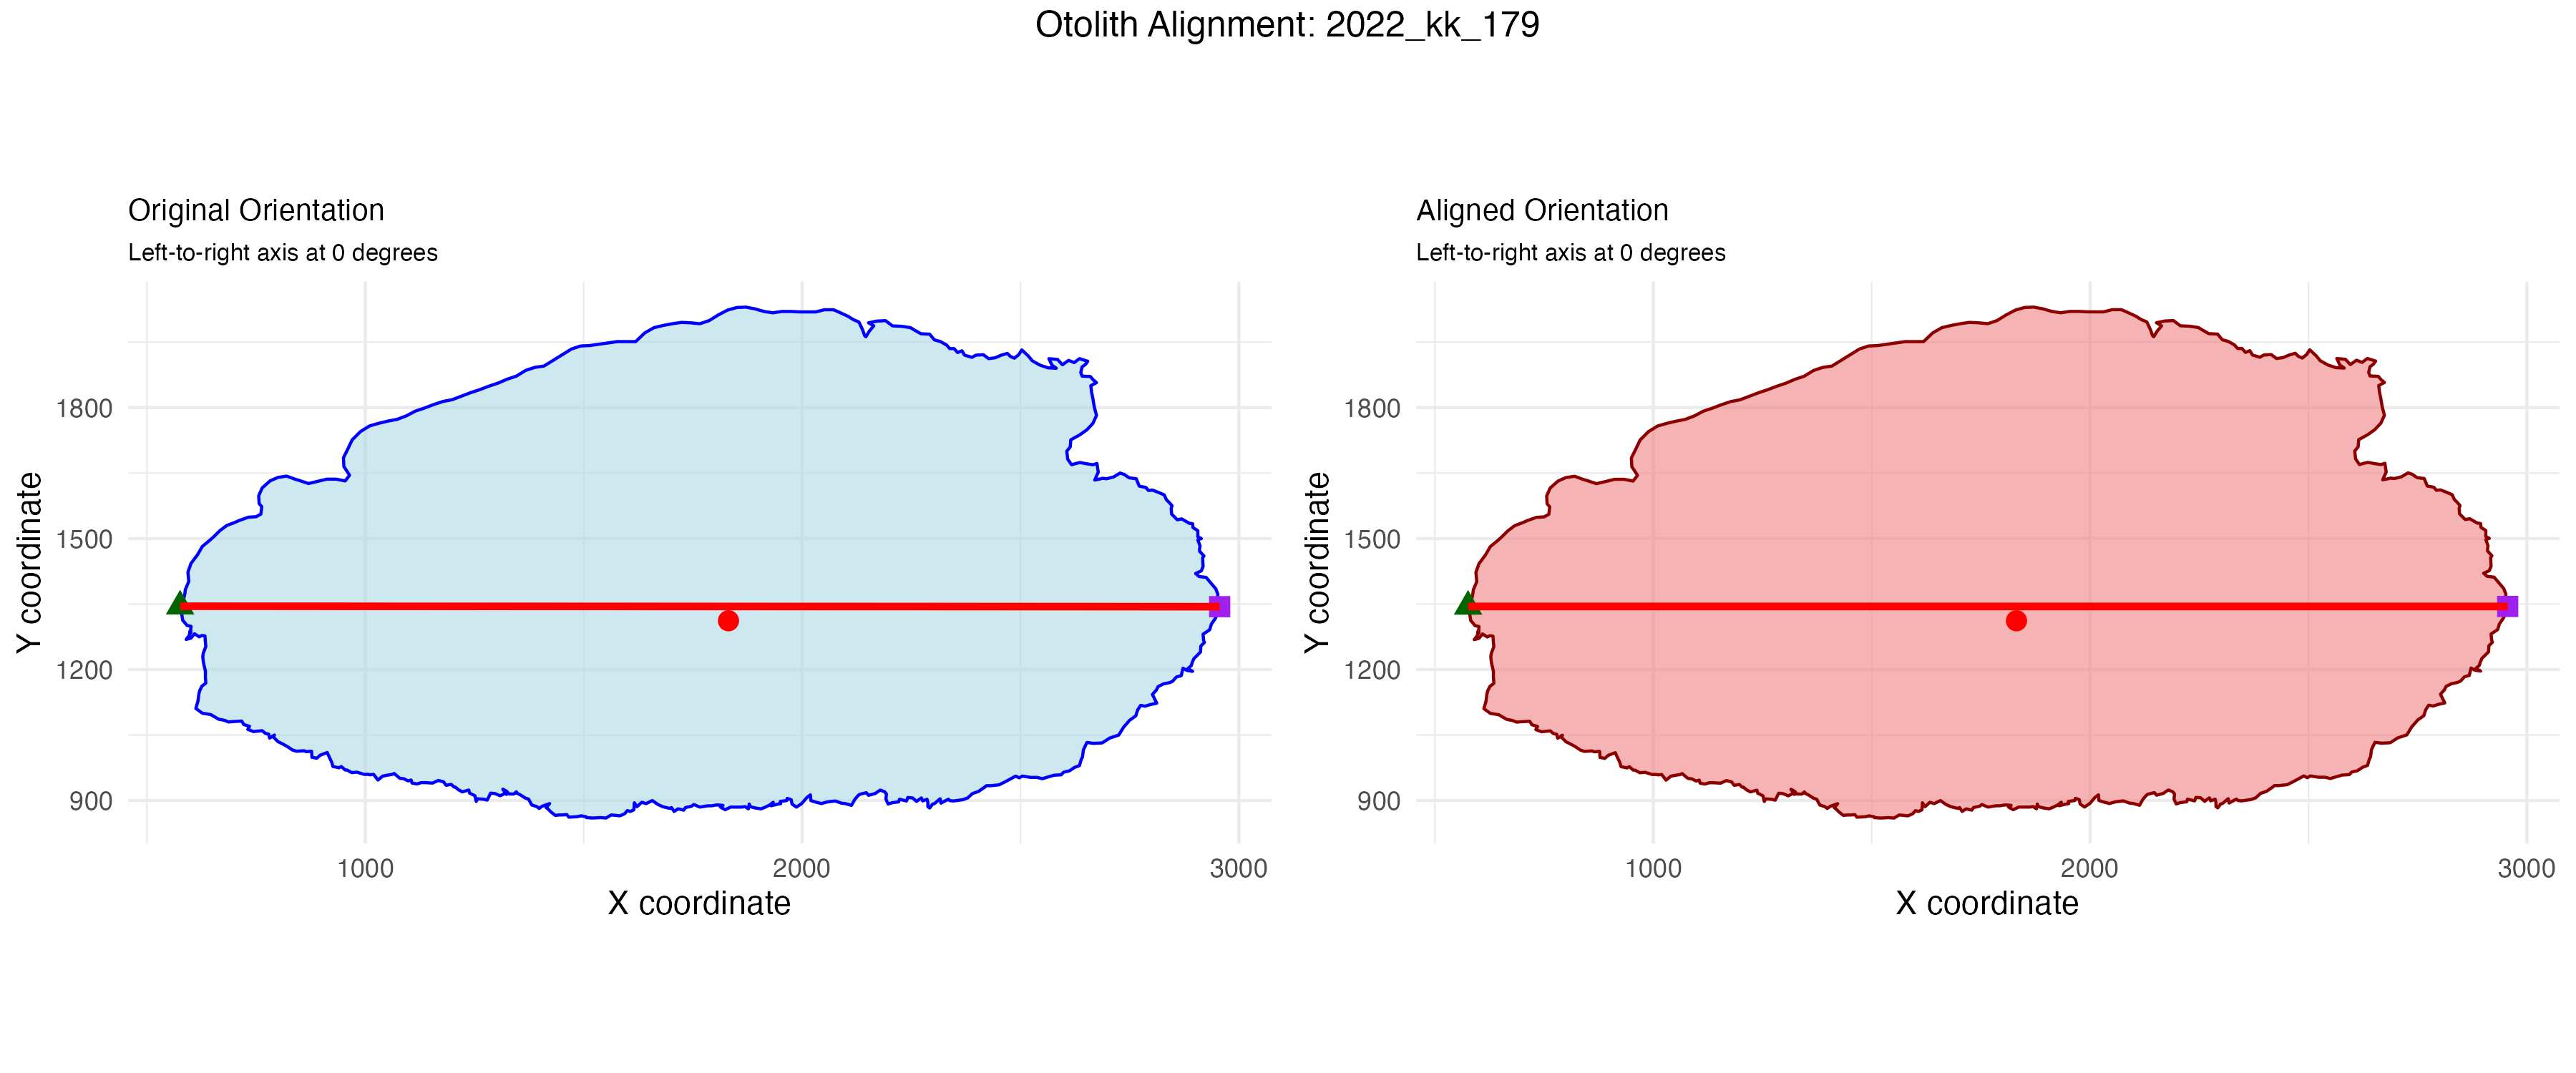 Otolith Alignment: 2022_kk_179
Original Orientation
Left-to-right axis at 0 degrees
Y coordinate
1800
1500
1200
900
1000
2000
3000
X coordinate
Aligned Orientation
Left-to-right axis at 0 degrees
Y coordinate
1800
1500
1200
900
1000
2000
3000
X coordinate